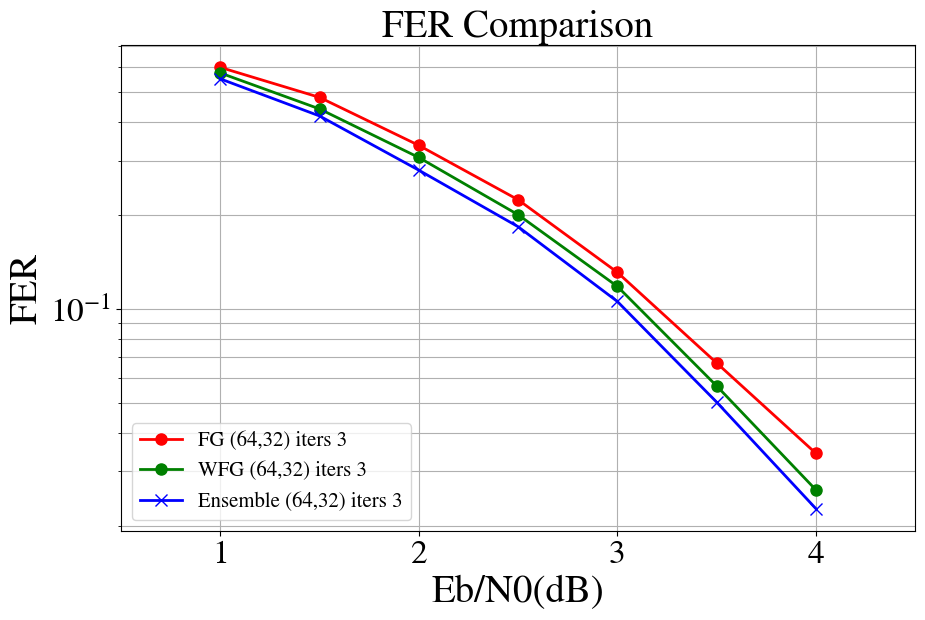 FER Comparison
FER
10⁻¹
FG (64,32) iters 3
WFG (64,32) iters 3
Ensemble (64,32) iters 3
1 2 3 4
Eb/N0(dB)